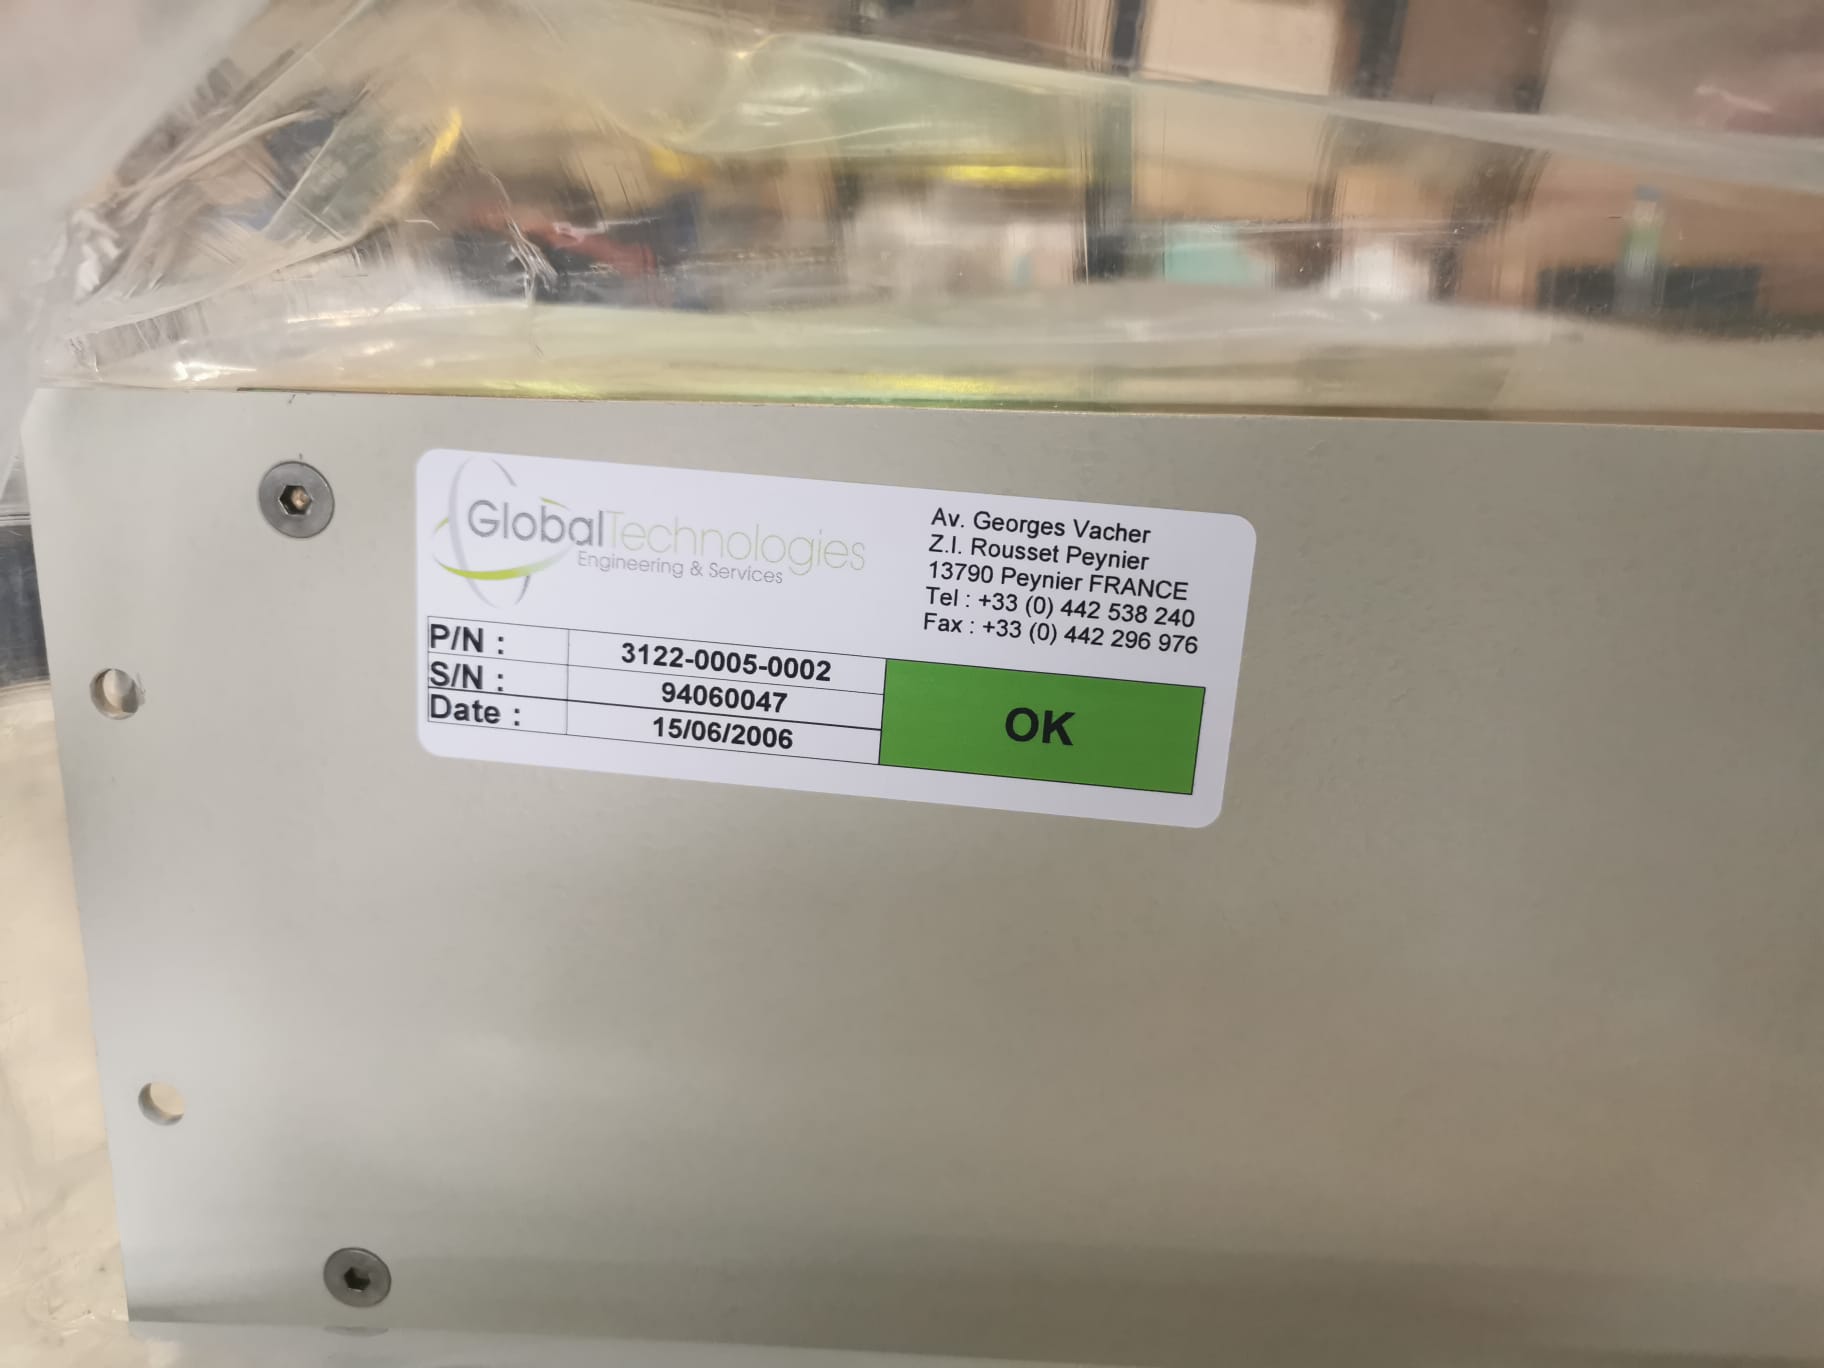 GlobalTechnologies
Engineering & Services
Av. Georges Vacher
Z.I. Rousset Peynier
13790 Peynier FRANCE
Tel : +33 (0) 442 538 240
Fax : +33 (0) 442 296 976
P/N : 3122-0005-0002
S/N : 94060047
Date : 15/06/2006
OK